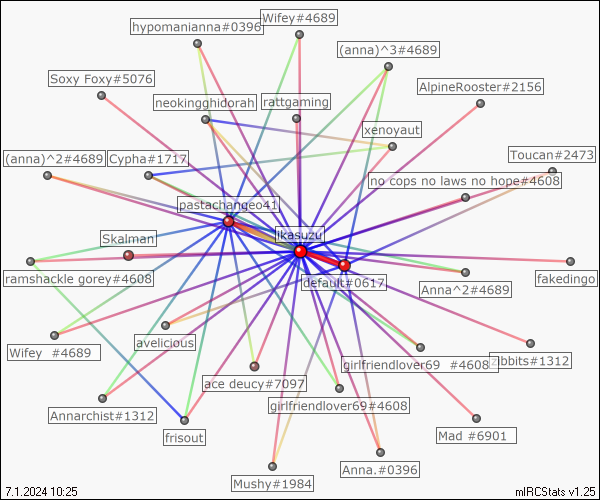 Wifey#4689
hypomanianna#0396
(anna)^3#4689
Soxy Foxy#5076
AlpineRooster#2156
neokingghidorah
rattgaming
xenoyaut
(anna)^2#4689
Cypha#1717
Toucan#2473
no cops no laws no hope#4608
pastachangeo41
ikasuzu
Skalman
ramshackle gorey#4608
default#0617
Anna^2#4689
fakedingo
Wifey  #4689
avelicious
girlfriendlover69  #4608
zibbits#1312
ace deucy#7097
Annarchist#1312
girlfriendlover69#4608
frisout
Mad #6901
Mushy#1984
Anna.#0396
7.1.2024 10:25
mIRCStats v1.25